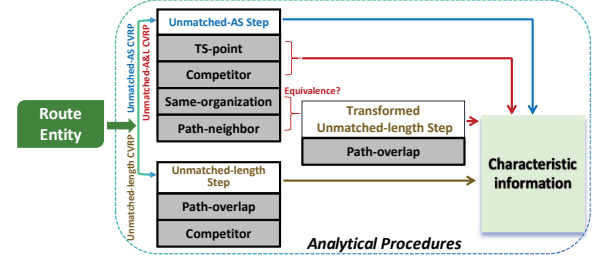 Unmatched-AS CVRP
Unmatched-A&L CVRP
Unmatched-length CVRP
Route
Entity
Unmatched-AS Step
TS-point
Competitor
Same-organization
Path-neighbor
Equivalence?
Transformed
Unmatched-length Step
Path-overlap
Unmatched-length
Step
Path-overlap
Competitor
Characteristic
information
Analytical Procedures